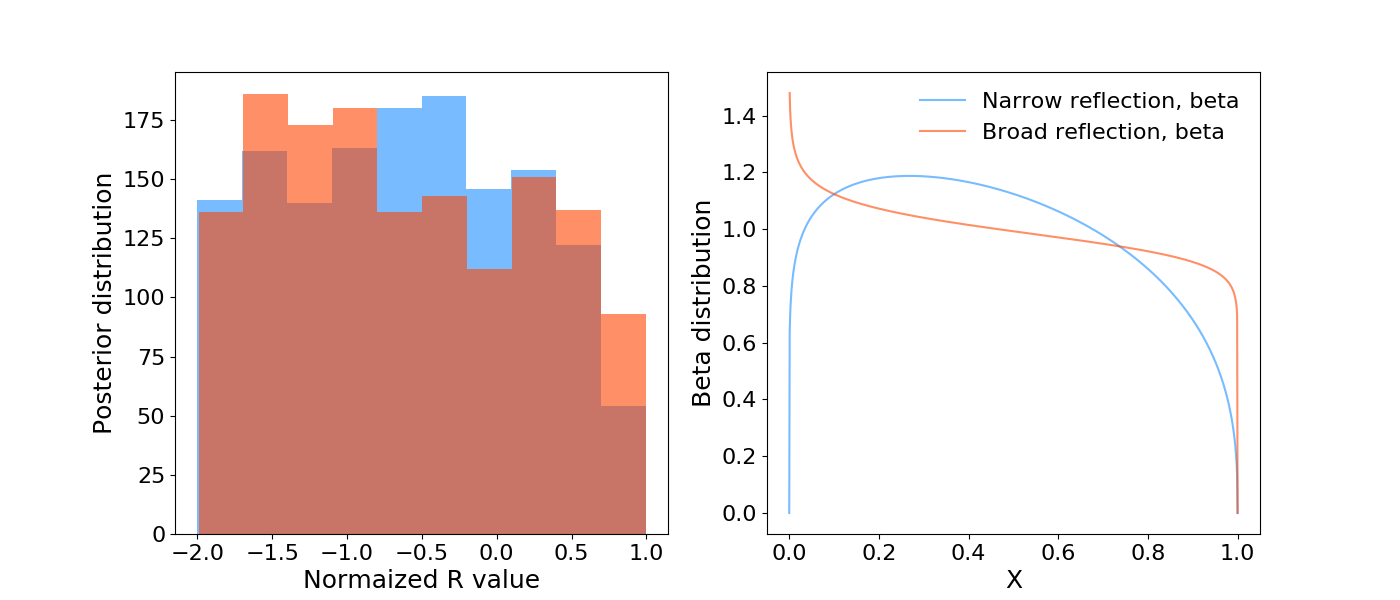 Posterior distribution
175
150
125
100
75
50
25
0
−2.0 −1.5 −1.0 −0.5 0.0 0.5 1.0
Normaized R value
Beta distribution
1.4
1.2
1.0
0.8
0.6
0.4
0.2
0.0
0.0 0.2 0.4 0.6 0.8 1.0
X
Narrow reflection, beta
Broad reflection, beta